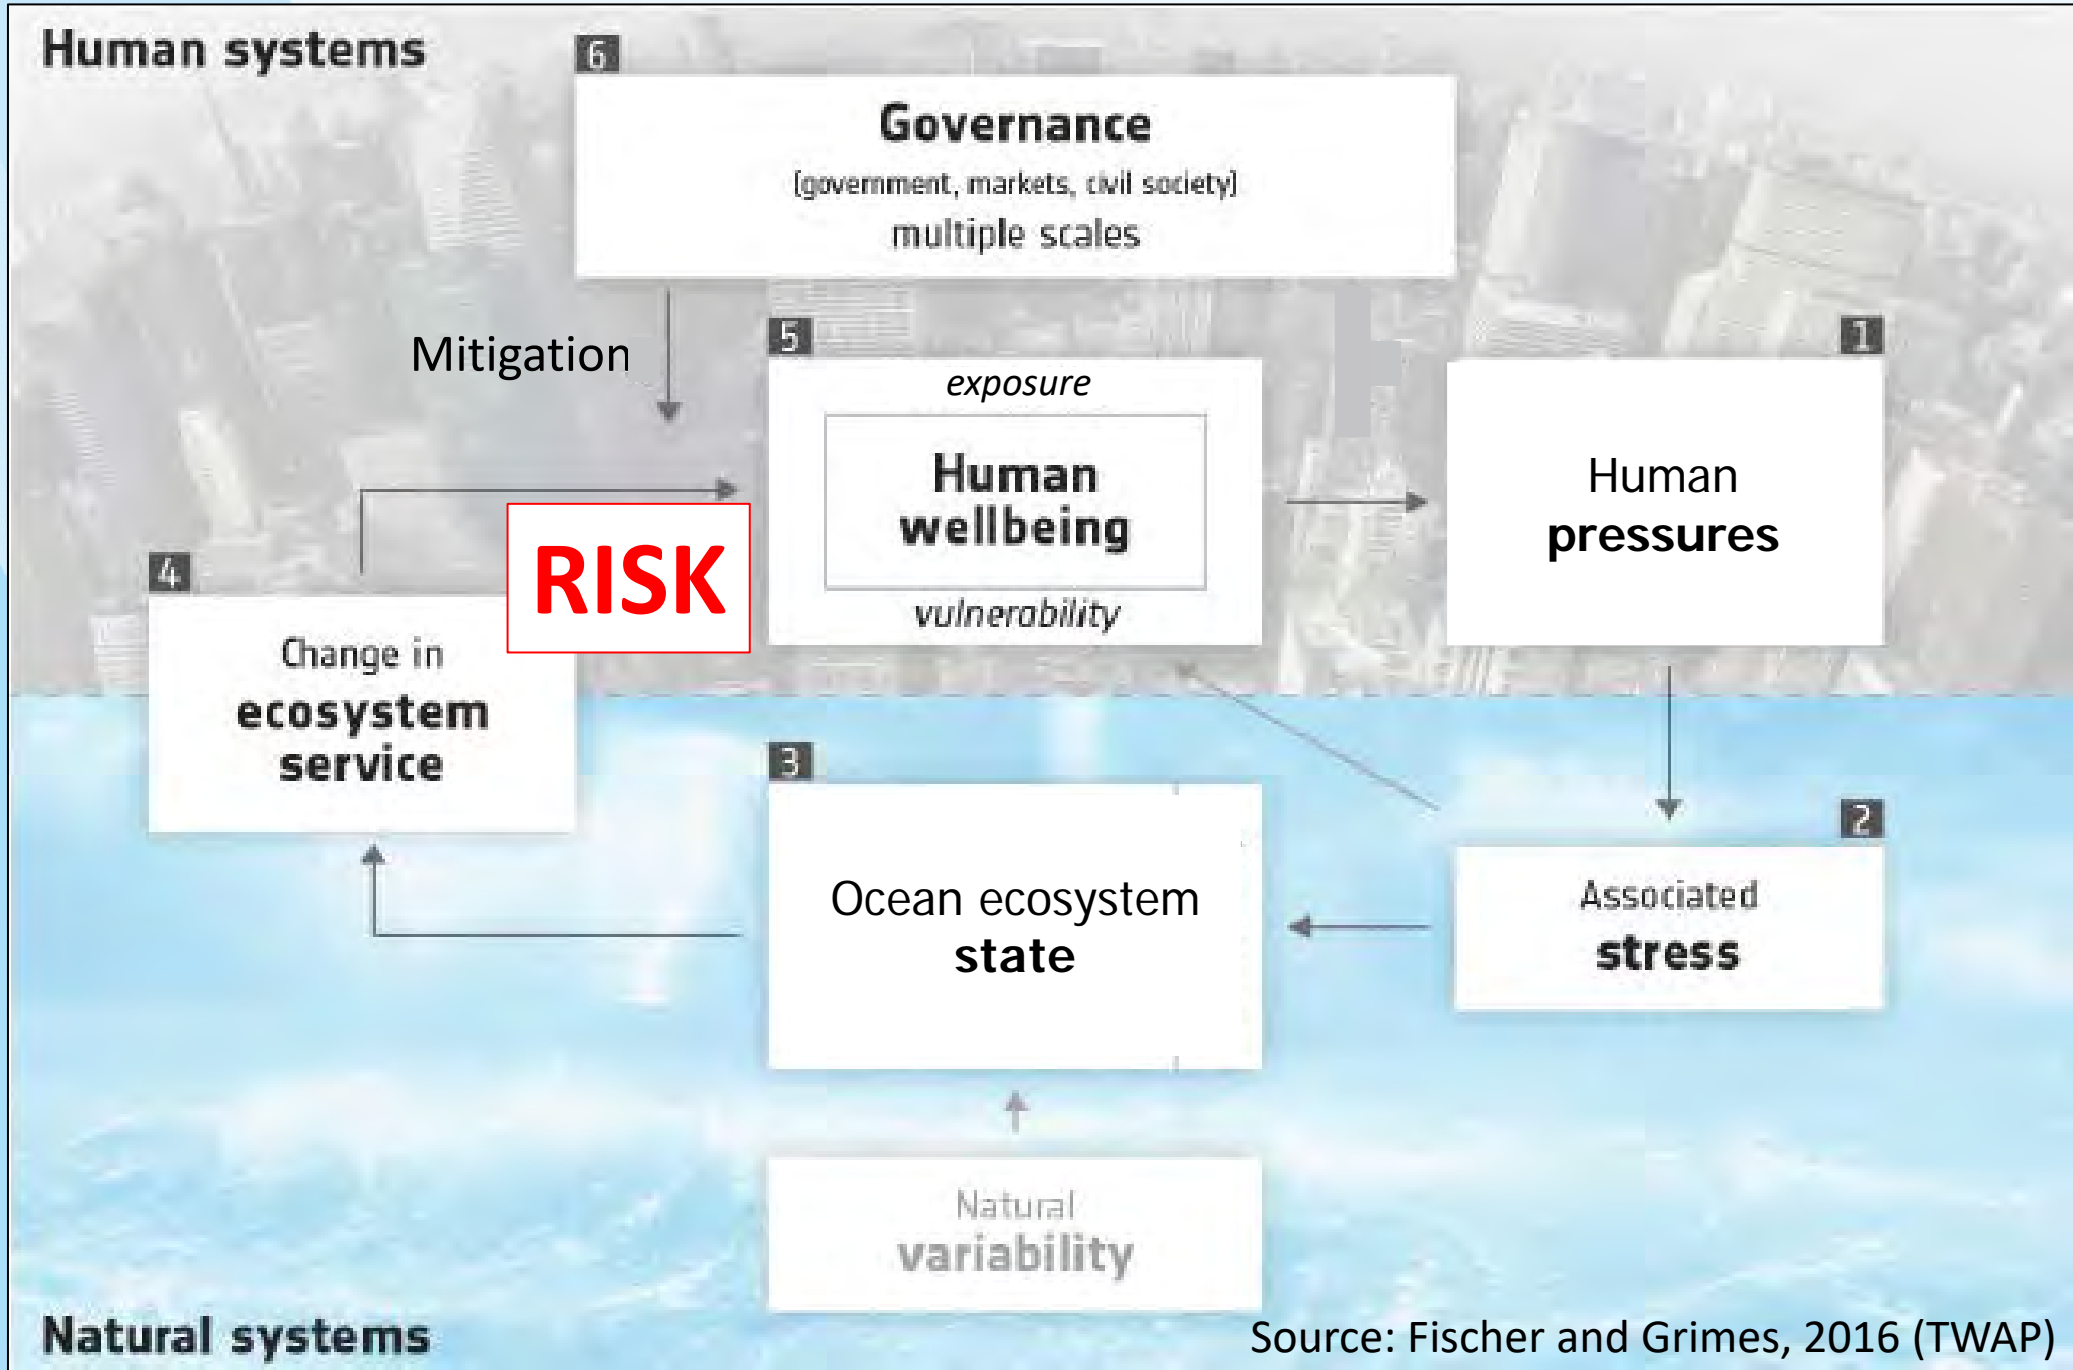 Human systems
6
Governance
(government, markets, civil society)
multiple scales
Mitigation
5
exposure
Human
wellbeing
vulnerability
1
Human
pressures
RISK
4
Change in
ecosystem
service
3
Ocean ecosystem
state
2
Associated
stress
Natural
variability
Natural systems
Source: Fischer and Grimes, 2016 (TWAP)